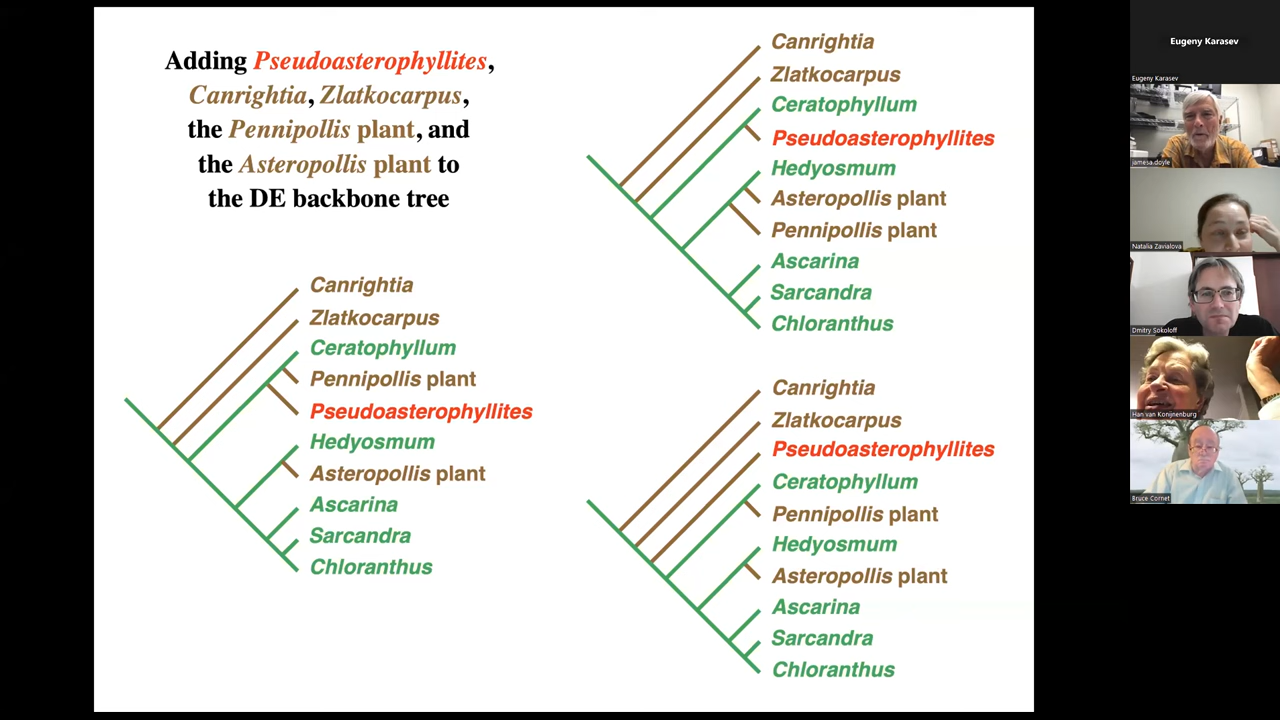 Adding Pseudoasterophyllites,
Canrightia, Zlatkocarpus,
the Pennipollis plant, and
the Asteropollis plant to
the DE backbone tree
Canrightia
Zlatkocarpus
Ceratophyllum
Pennipollis plant
Pseudoasterophyllites
Hedyosmum
Asteropollis plant
Ascarina
Sarcandra
Chloranthus
Canrightia
Zlatkocarpus
Ceratophyllum
Pseudoasterophyllites
Hedyosmum
Asteropollis plant
Pennipollis plant
Ascarina
Sarcandra
Chloranthus
Canrightia
Zlatkocarpus
Pseudoasterophyllites
Ceratophyllum
Pennipollis plant
Hedyosmum
Asteropollis plant
Ascarina
Sarcandra
Chloranthus
Eugeny Karasev
Eugeny Karasev
jamesa.doyle
Natalia Zavialova
Dmitry Sokoloff
Han van Konijnenburg
Bruce Cornet